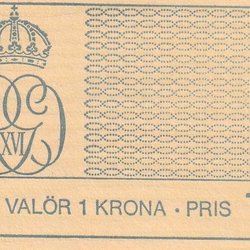 XVI
VALÖR 1 KRONA · PRIS